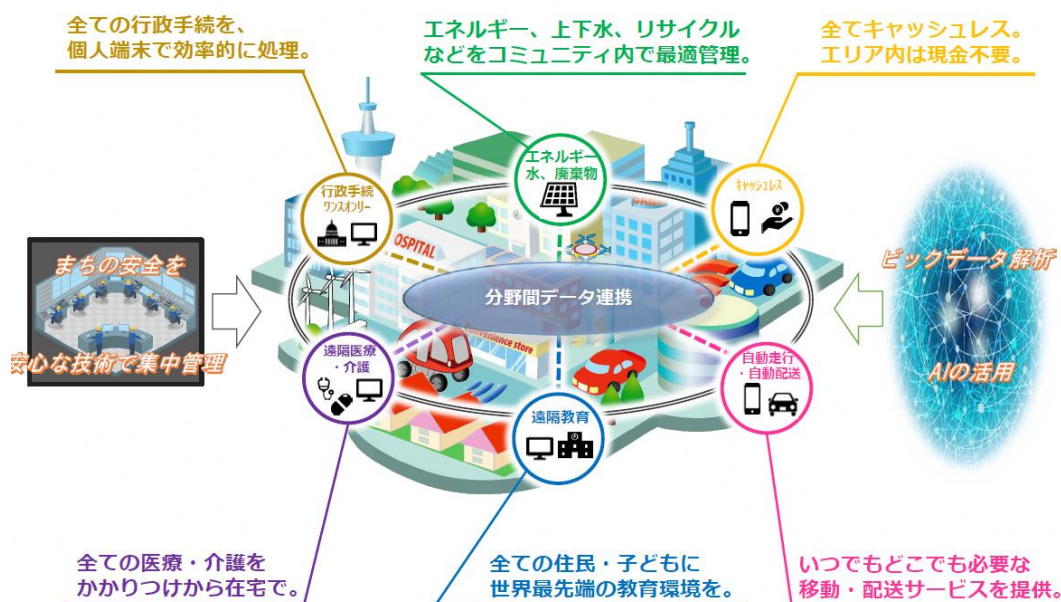 全ての行政手続を、
個人端末で効率的に処理。
エネルギー、上下水、リサイクル
などをコミュニティ内で最適管理。
全てキャッシュレス。
エリア内は現金不要。
エネルギー
水、廃棄物
行政手続
ワンスオンリー
キャッシュレス
HOSPITAL
BANK
まちの安全を
安心な技術で集中管理
分野間データ連携
ビックデータ解析
AIの活用
Convenience store
遠隔医療
・介護
自動走行
・自動配送
遠隔教育
全ての医療・介護を
かかりつけから在宅で。
全ての住民・子どもに
世界最先端の教育環境を。
いつでもどこでも必要な
移動・配送サービスを提供。